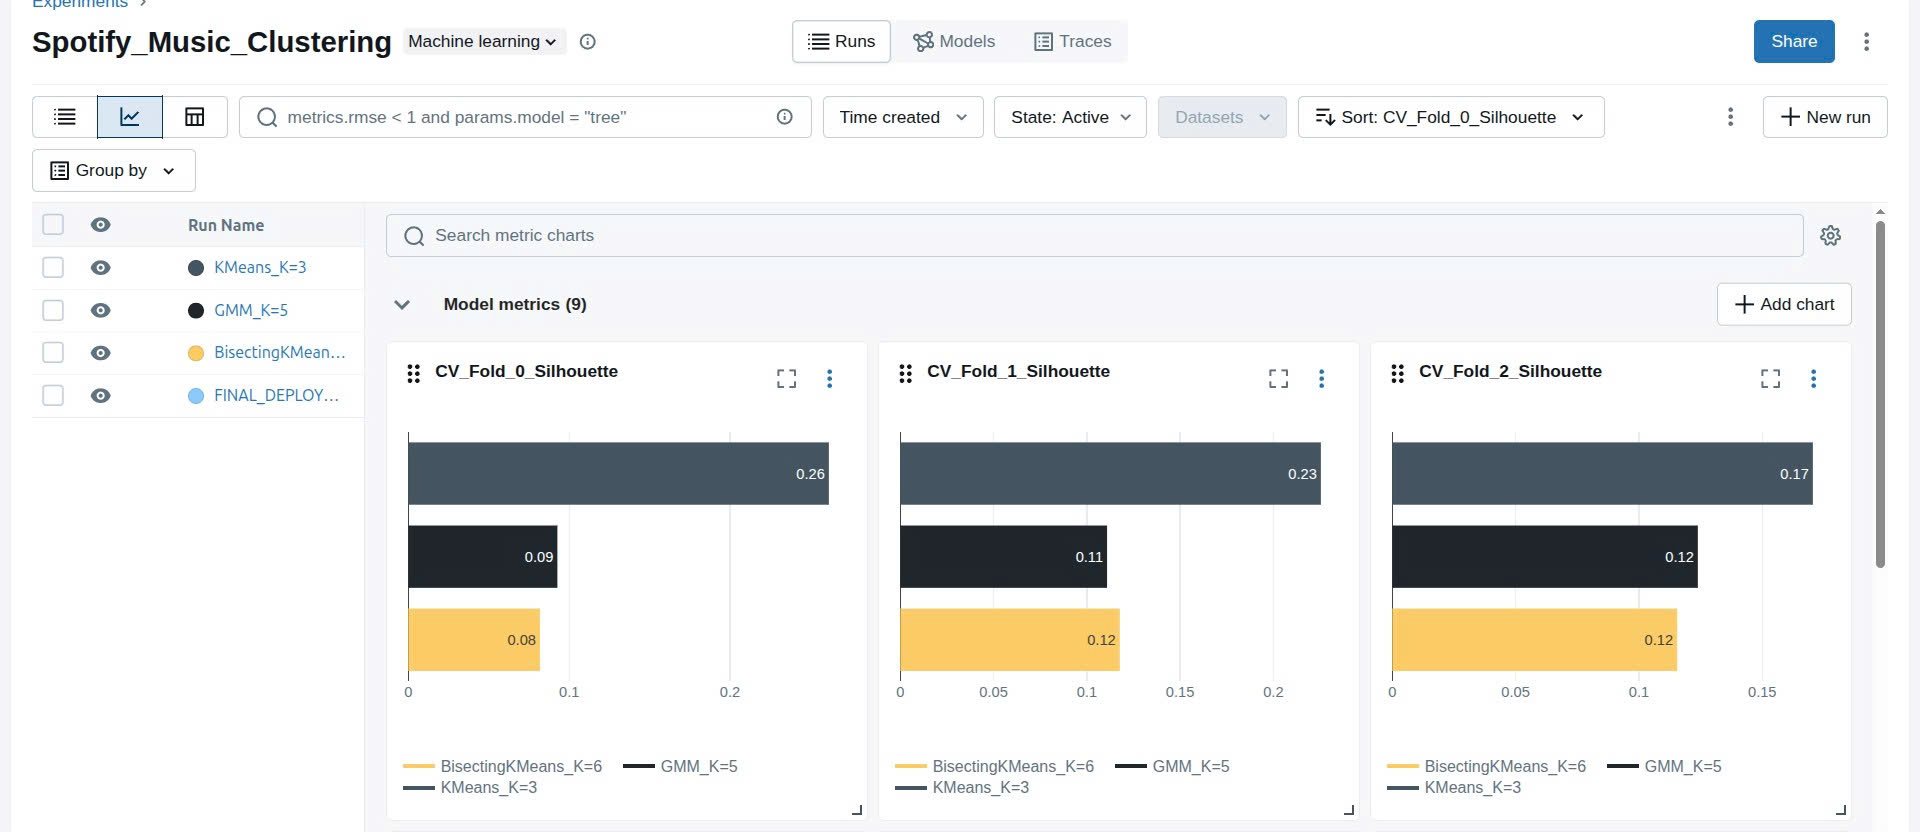 Experiments
Spotify_Music_Clustering Machine learning Runs Models Traces Share
metrics.rmse < 1 and params.model = "tree" Time created State: Active Datasets Sort: CV_Fold_0_Silhouette New run
Group by
Run Name
KMeans_K=3
GMM_K=5
BisectingKMean...
FINAL_DEPLOY...
Search metric charts
Model metrics (9) Add chart
CV_Fold_0_Silhouette
0.26
0.09
0.08
0 0.1 0.2
BisectingKMeans_K=6 GMM_K=5
KMeans_K=3
CV_Fold_1_Silhouette
0.23
0.11
0.12
0 0.05 0.1 0.15 0.2
BisectingKMeans_K=6 GMM_K=5
KMeans_K=3
CV_Fold_2_Silhouette
0.17
0.12
0.12
0 0.05 0.1 0.15
BisectingKMeans_K=6 GMM_K=5
KMeans_K=3